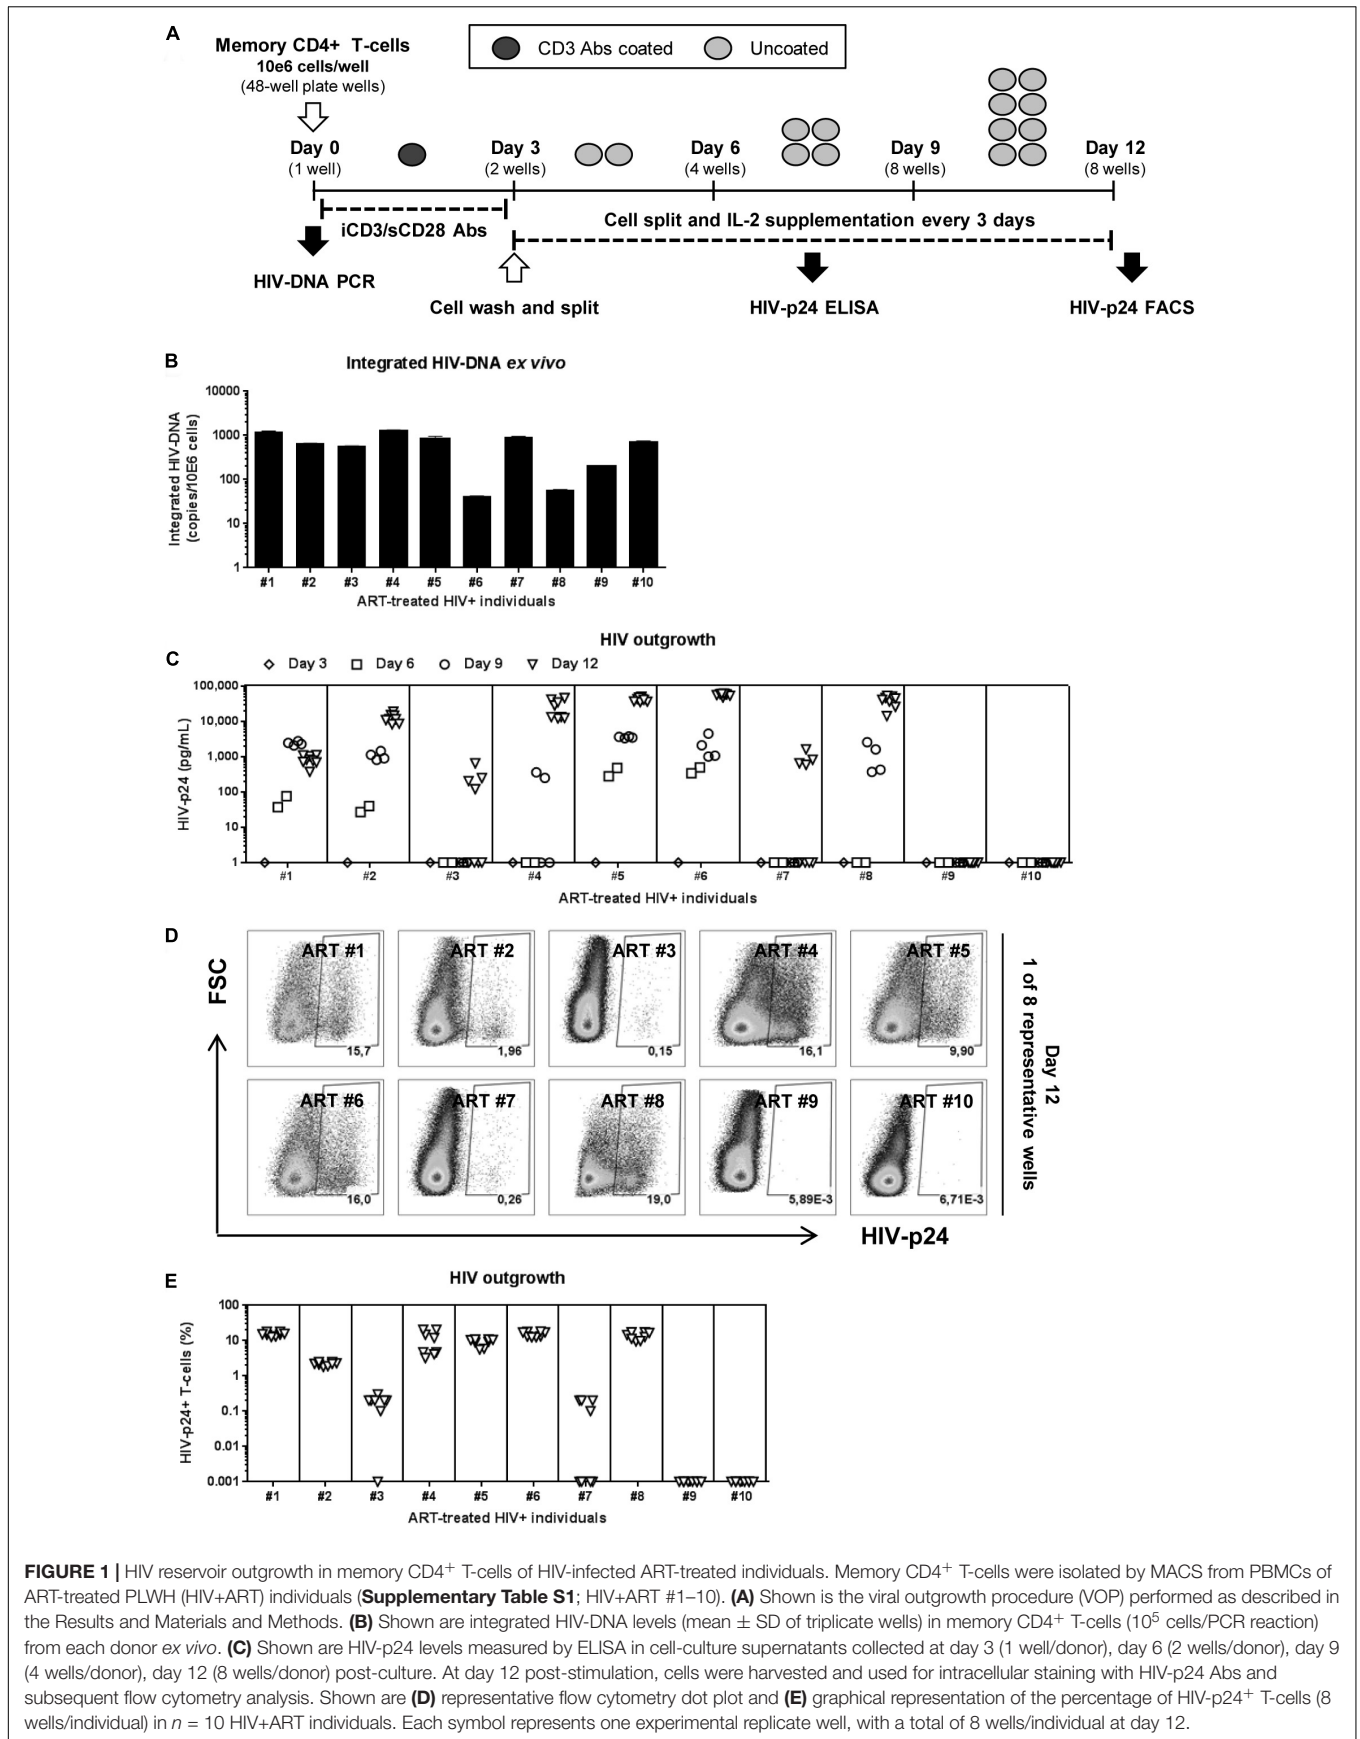 A
Memory CD4+ T-cells
10e6 cells/well
(48-well plate wells)
CD3 Abs coated
Uncoated
Day 0
(1 well)
Day 3
(2 wells)
Day 6
(4 wells)
Day 9
(8 wells)
Day 12
(8 wells)
iCD3/sCD28 Abs
Cell split and IL-2 supplementation every 3 days
HIV-DNA PCR
Cell wash and split
HIV-p24 ELISA
HIV-p24 FACS
B
Integrated HIV-DNA ex vivo
Integrated HIV-DNA
(copies/10E6 cells)
10000
1000
100
10
1
#1 #2 #3 #4 #5 #6 #7 #8 #9 #10
ART-treated HIV+ individuals
HIV outgrowth
C
Day 3 Day 6 Day 9 Day 12
HIV-p24 (pg/mL)
100,000
10,000
1,000
100
10
1
#1 #2 #3 #4 #5 #6 #7 #8 #9 #10
ART-treated HIV+ individuals
D
FSC
ART #1
15,7
ART #2
1,96
ART #3
0,15
ART #4
16,1
ART #5
9,90
ART #6
16,0
ART #7
0,26
ART #8
19,0
ART #9
5,89E-3
ART #10
6,71E-3
Day 12
1 of 8 representative wells
HIV-p24
E
HIV outgrowth
HIV-p24+ T-cells (%)
100
10
1
0.1
0.01
0.001
#1 #2 #3 #4 #5 #6 #7 #8 #9 #10
ART-treated HIV+ individuals
FIGURE 1 | HIV reservoir outgrowth in memory CD4+ T-cells of HIV-infected ART-treated individuals. Memory CD4+ T-cells were isolated by MACS from PBMCs of
ART-treated PLWH (HIV+ART) individuals (Supplementary Table S1; HIV+ART #1–10). (A) Shown is the viral outgrowth procedure (VOP) performed as described in
the Results and Materials and Methods. (B) Shown are integrated HIV-DNA levels (mean ± SD of triplicate wells) in memory CD4+ T-cells (10⁵ cells/PCR reaction)
from each donor ex vivo. (C) Shown are HIV-p24 levels measured by ELISA in cell-culture supernatants collected at day 3 (1 well/donor), day 6 (2 wells/donor), day 9
(4 wells/donor), day 12 (8 wells/donor) post-culture. At day 12 post-stimulation, cells were harvested and used for intracellular staining with HIV-p24 Abs and
subsequent flow cytometry analysis. Shown are (D) representative flow cytometry dot plot and (E) graphical representation of the percentage of HIV-p24+ T-cells (8
wells/individual) in n = 10 HIV+ART individuals. Each symbol represents one experimental replicate well, with a total of 8 wells/individual at day 12.